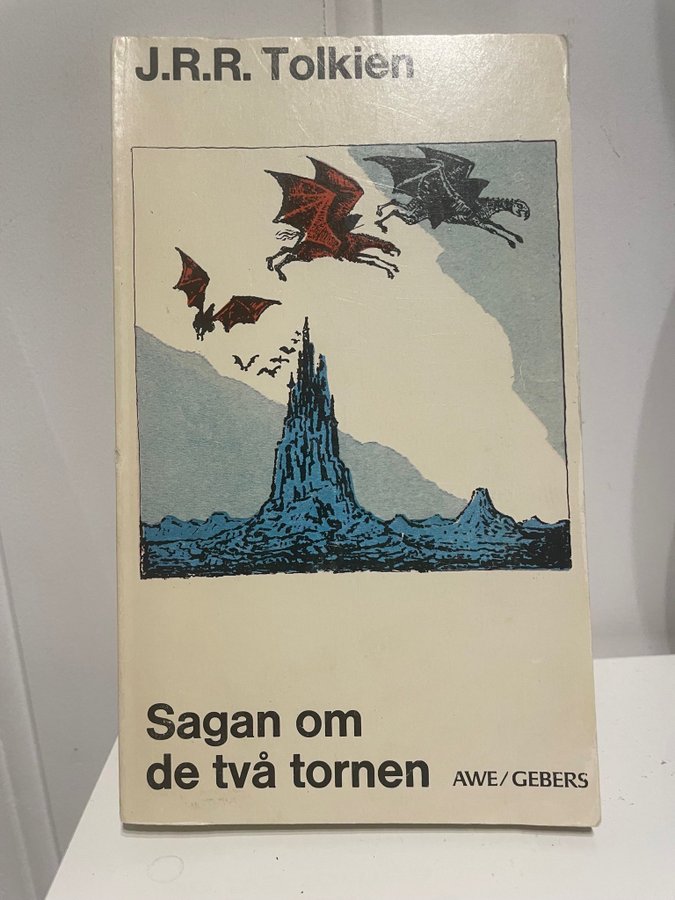 J.R.R. Tolkien
Sagan om
de två tornen
AWE/GEBERS